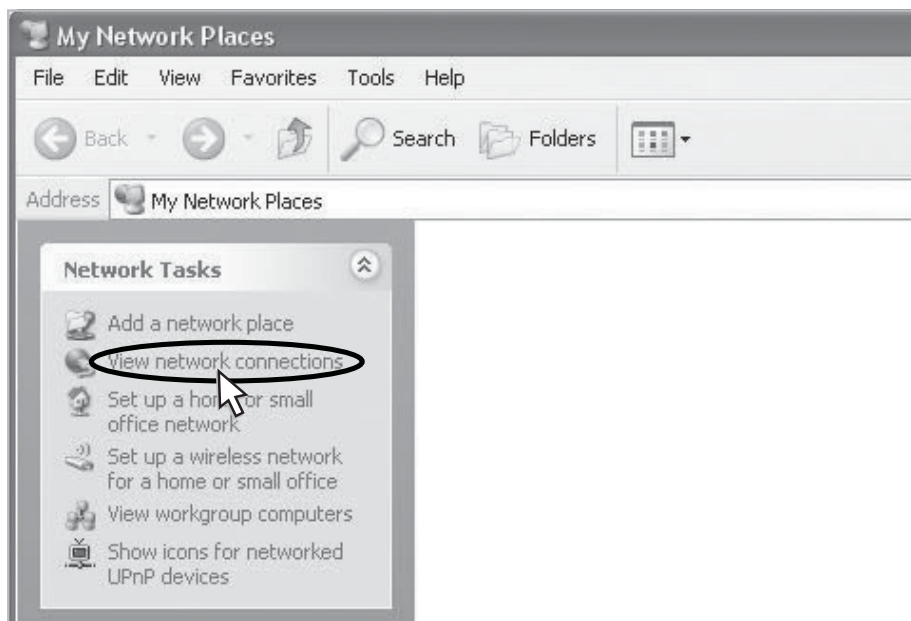 My Network Places
File Edit View Favorites Tools Help
Back Search Folders
Address My Network Places
Network Tasks
Add a network place
View network connections
Set up a home or small
office network
Set up a wireless network
for a home or small office
View workgroup computers
Show icons for networked
UPnP devices